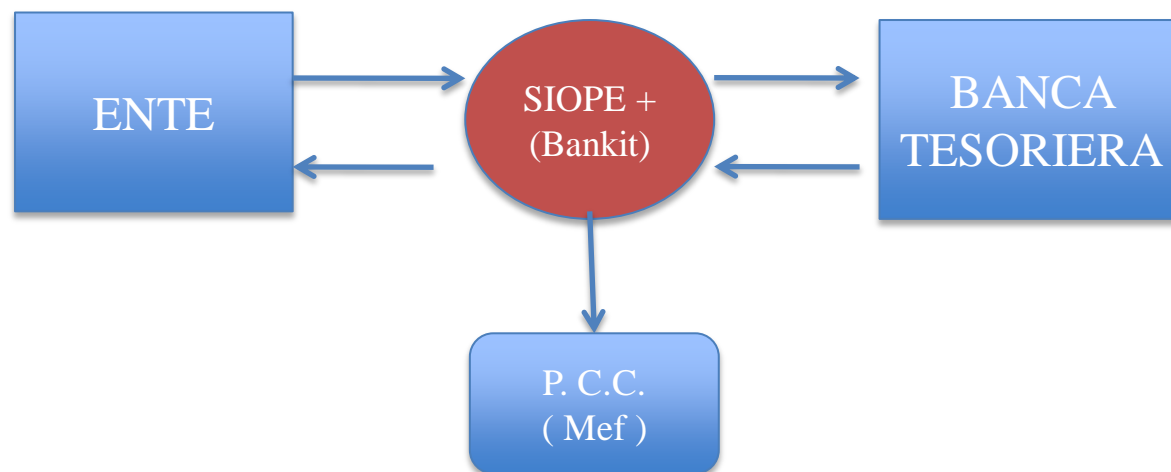 ENTE
SIOPE +
(Bankit)
BANCA
TESORIERA
P. C.C.
( Mef )